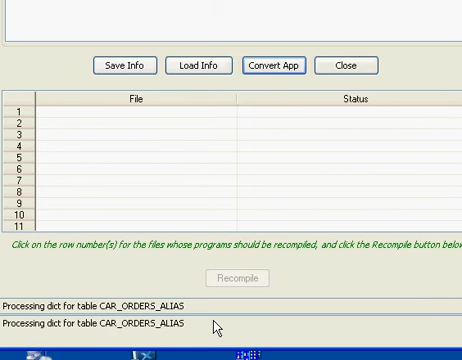 Save Info Load Info Convert App Close
File Status
1
2
3
4
5
6
7
8
9
10
11
Click on the row number(s) for the files whose programs should be recompiled, and click the Recompile button below
Recompile
Processing dict for table CAR_ORDERS_ALIAS
Processing dict for table CAR_ORDERS_ALIAS